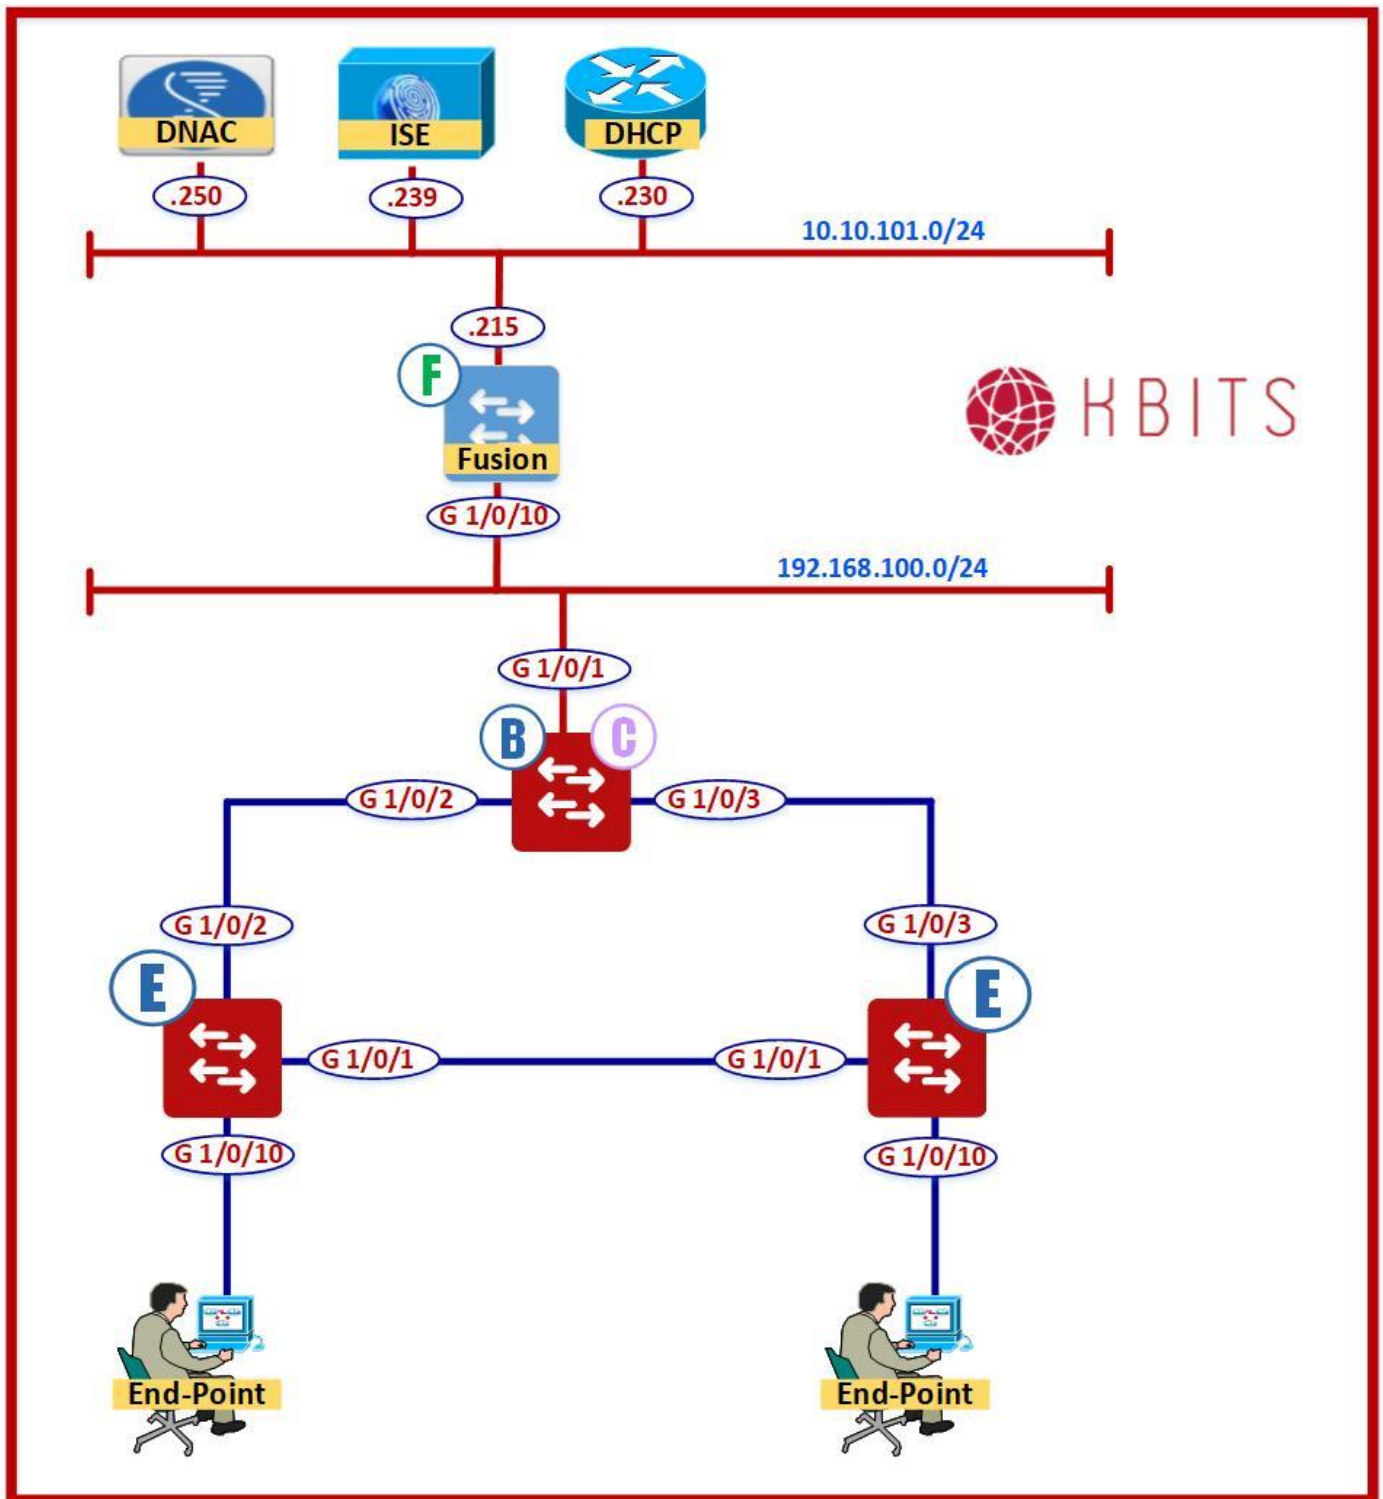 DNAC
ISE
DHCP
.250
.239
.230
10.10.101.0/24
.215
F
Fusion
KBITS
G 1/0/10
192.168.100.0/24
G 1/0/1
B
C
G 1/0/2
G 1/0/3
G 1/0/2
G 1/0/3
E
E
G 1/0/1
G 1/0/1
G 1/0/10
G 1/0/10
End-Point
End-Point